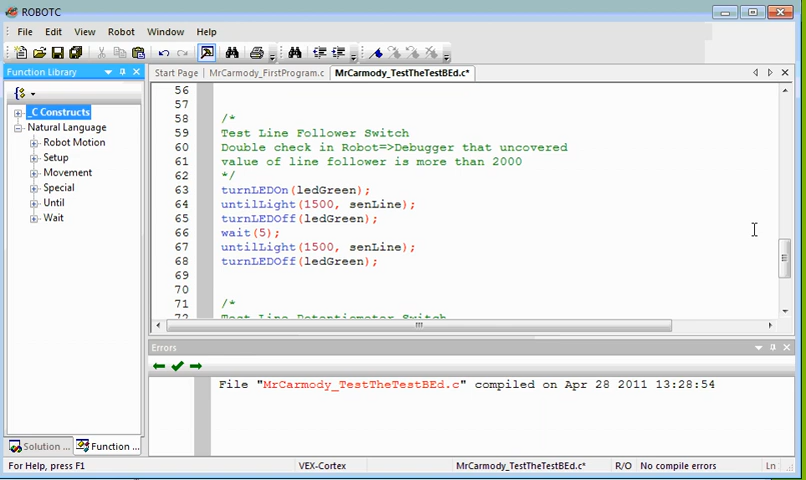 ROBOTC
File Edit View Robot Window Help
Function Library
Start Page MrCarmody_FirstProgram.c MrCarmody_TestTheTestBEd.c*
_C Constructs
Natural Language
Robot Motion
Setup
Movement
Special
Until
Wait
56
57
58 /*
59 Test Line Follower Switch
60 Double check in Robot=>Debugger that uncovered
61 value of line follower is more than 2000
62 */
63 turnLEDOn(ledGreen);
64 untilLight(1500, senLine);
65 turnLEDOff(ledGreen);
66 wait(5);
67 untilLight(1500, senLine);
68 turnLEDOff(ledGreen);
69
70
71 /*
72 Test Line Potentiometer Switch
Errors
File "MrCarmody_TestTheTestBEd.c" compiled on Apr 28 2011 13:28:54
Solution ... Function ...
For Help, press F1 VEX-Cortex MrCarmody_TestTheTestBEd.c* R/O No compile errors Ln